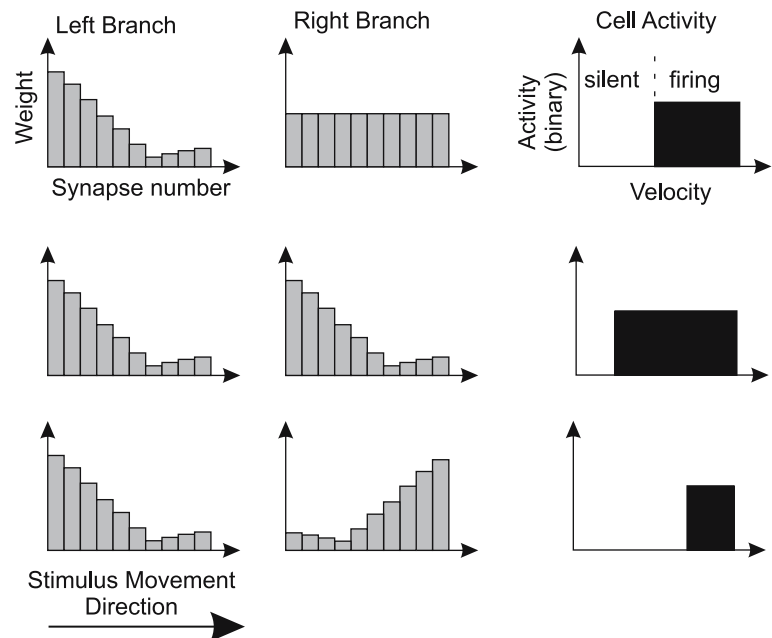 Left Branch
Right Branch
Cell Activity
Weight
Synapse number
Activity
(binary)
silent
firing
Velocity
Stimulus Movement
Direction